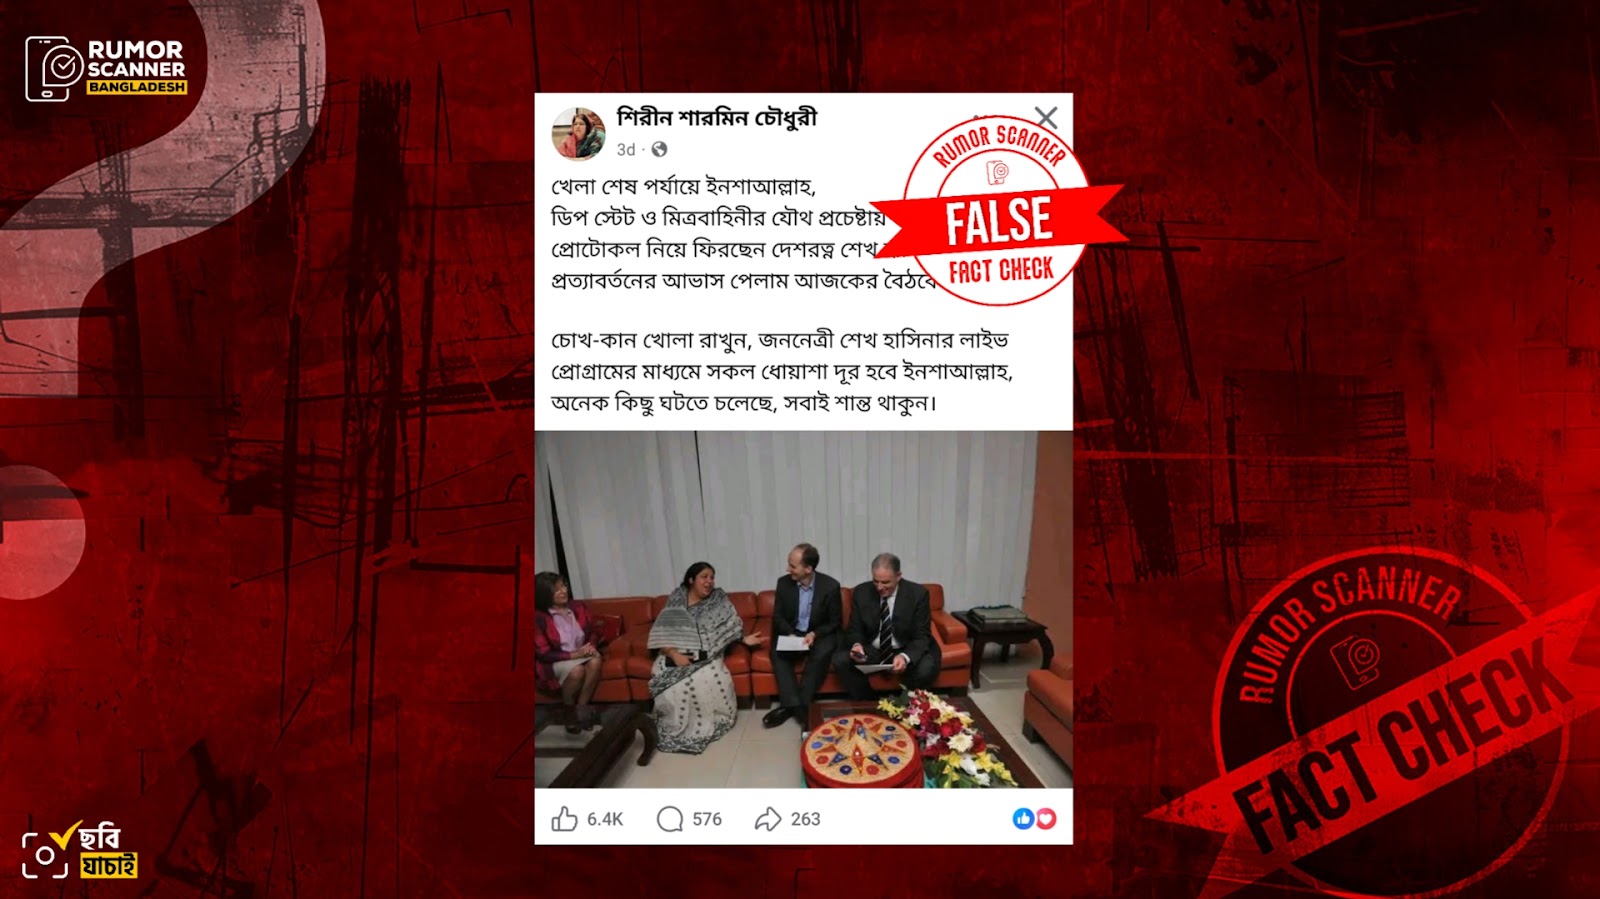 RUMOR
SCANNER
BANGLADESH
শিরীন শারমিন চৌধুরী
3d
খেলা শেষ পর্যায়ে ইনশাআল্লাহ,
ডিপ স্টেট ও মিত্রবাহিনীর যৌথ প্রচেষ্টায়
প্রোটোকল নিয়ে ফিরছেন দেশরত্ন শেখ
প্রত্যাবর্তনের আভাস পেলাম আজকের
চোখ-কান খোলা রাখুন, জননেত্রী শেখ হাসিনার লাইভ
প্রোগ্রামের মাধ্যমে সকল ধোয়াশা দূর হবে ইনশাআল্লাহ,
অনেক কিছু ঘটতে চলেছে, সবাই শান্ত থাকুন।
RUMOR SCANNER
FALSE
FACT CHECK
6.4K 576 263
RUMOR SCANNER
FACT CHECK
ছবি
যাচাই